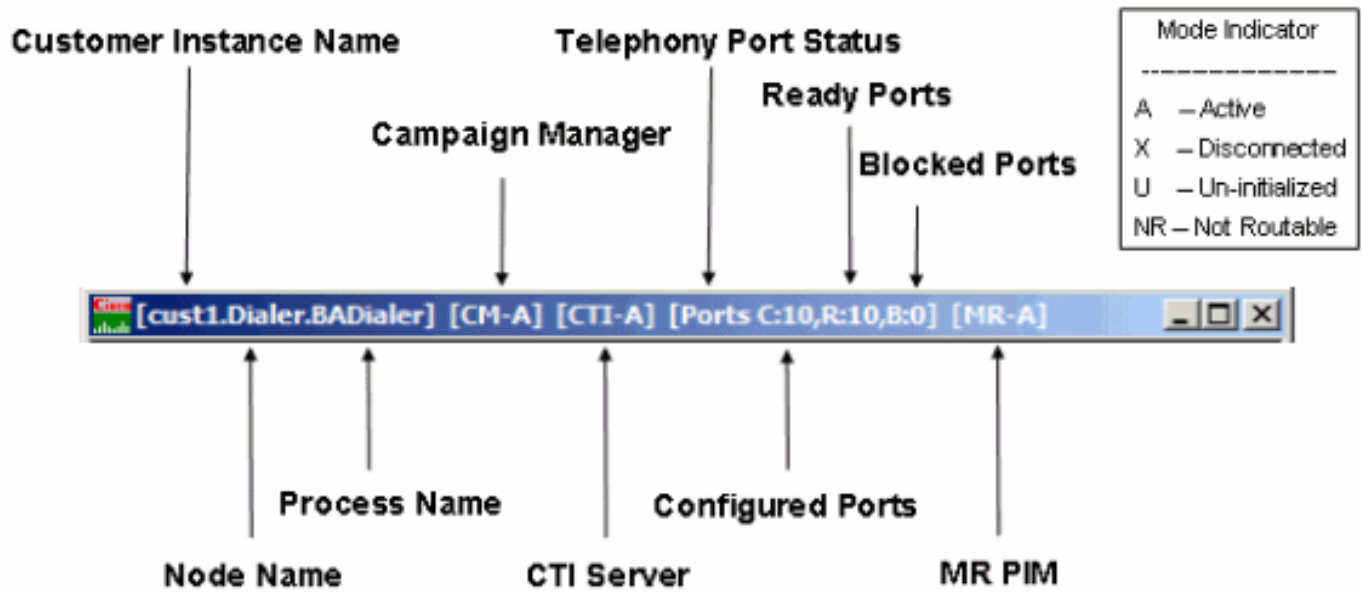 Customer Instance Name
Telephony Port Status
Ready Ports
Campaign Manager
Blocked Ports
Mode Indicator
--------------
A – Active
X – Disconnected
U – Un-initialized
NR – Not Routable
Cisco
[cust1.Dialer.BADialer] [CM-A] [CTI-A] [Ports C:10,R:10,B:0] [MR-A]
Process Name
Configured Ports
Node Name
CTI Server
MR PIM